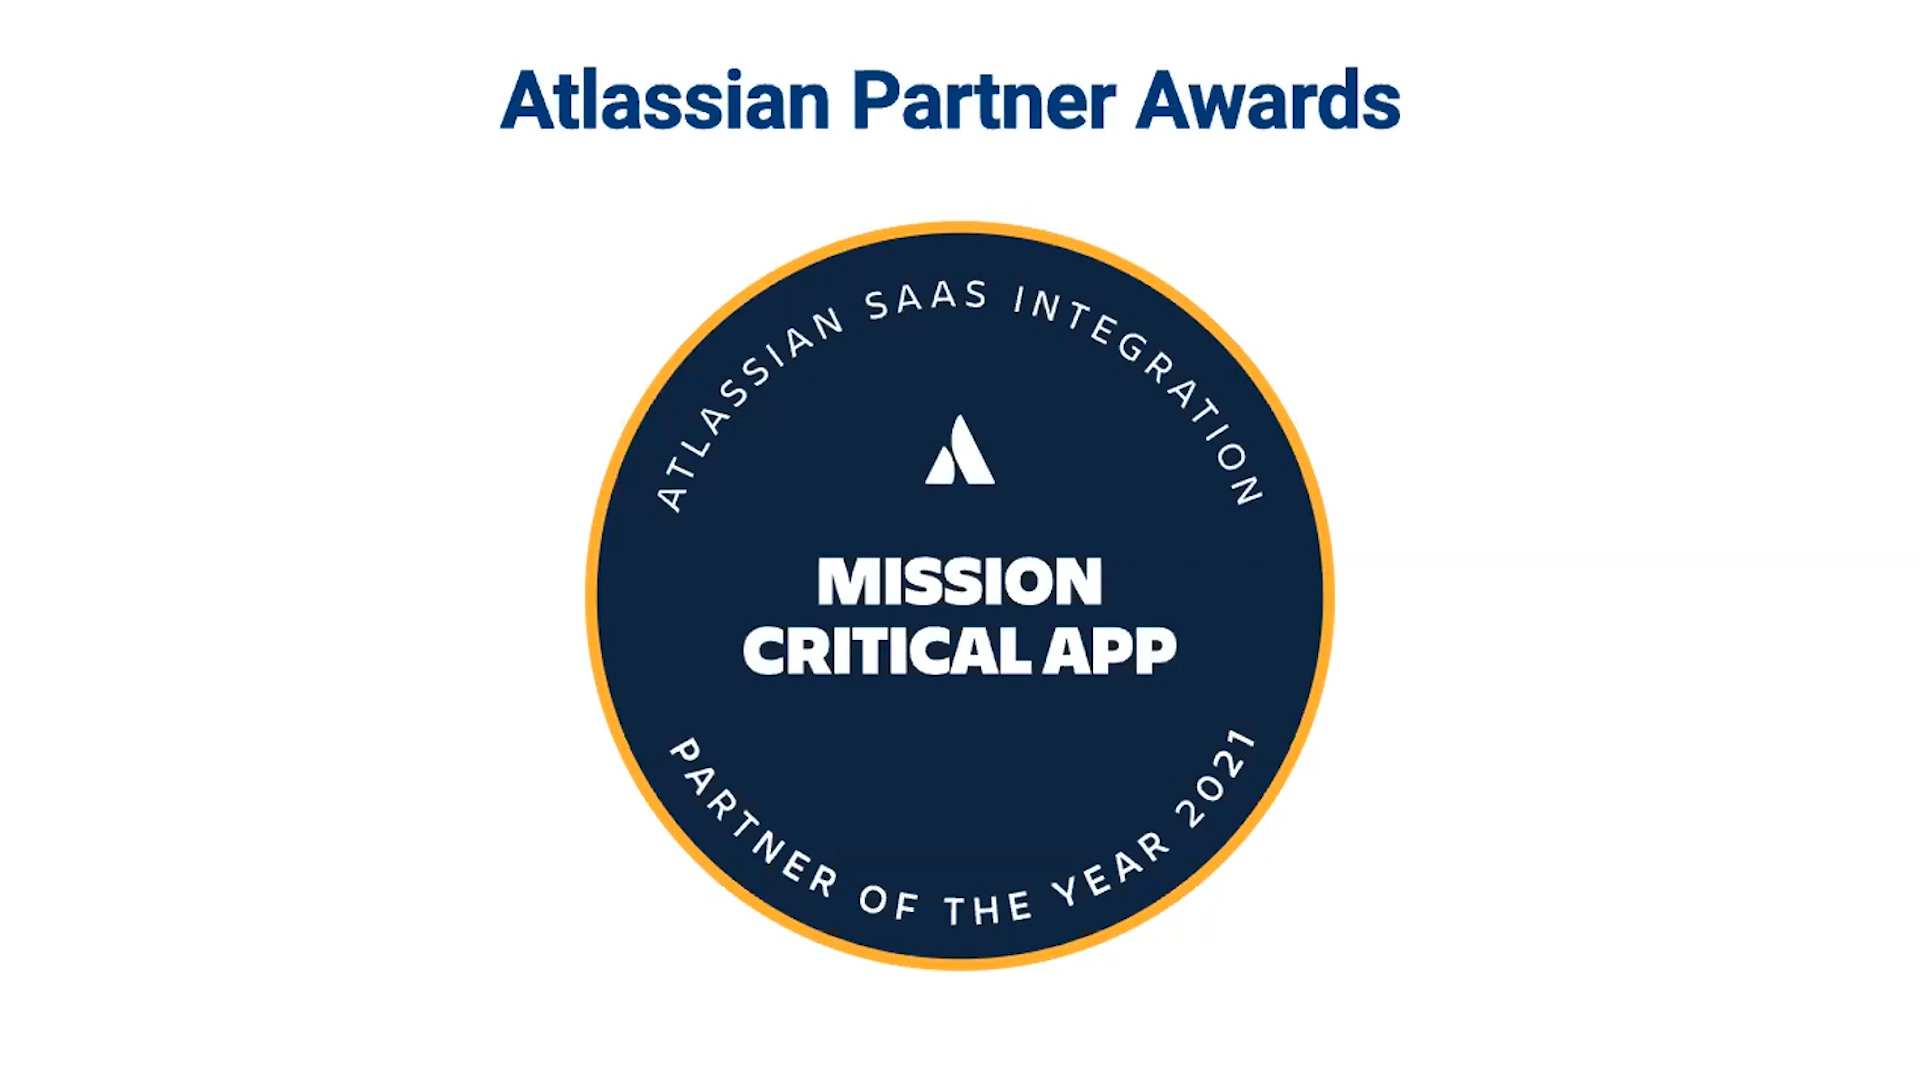 Atlassian Partner Awards
ATLASSIAN SAAS INTEGRATION
MISSION
CRITICAL APP
PARTNER OF THE YEAR 2021